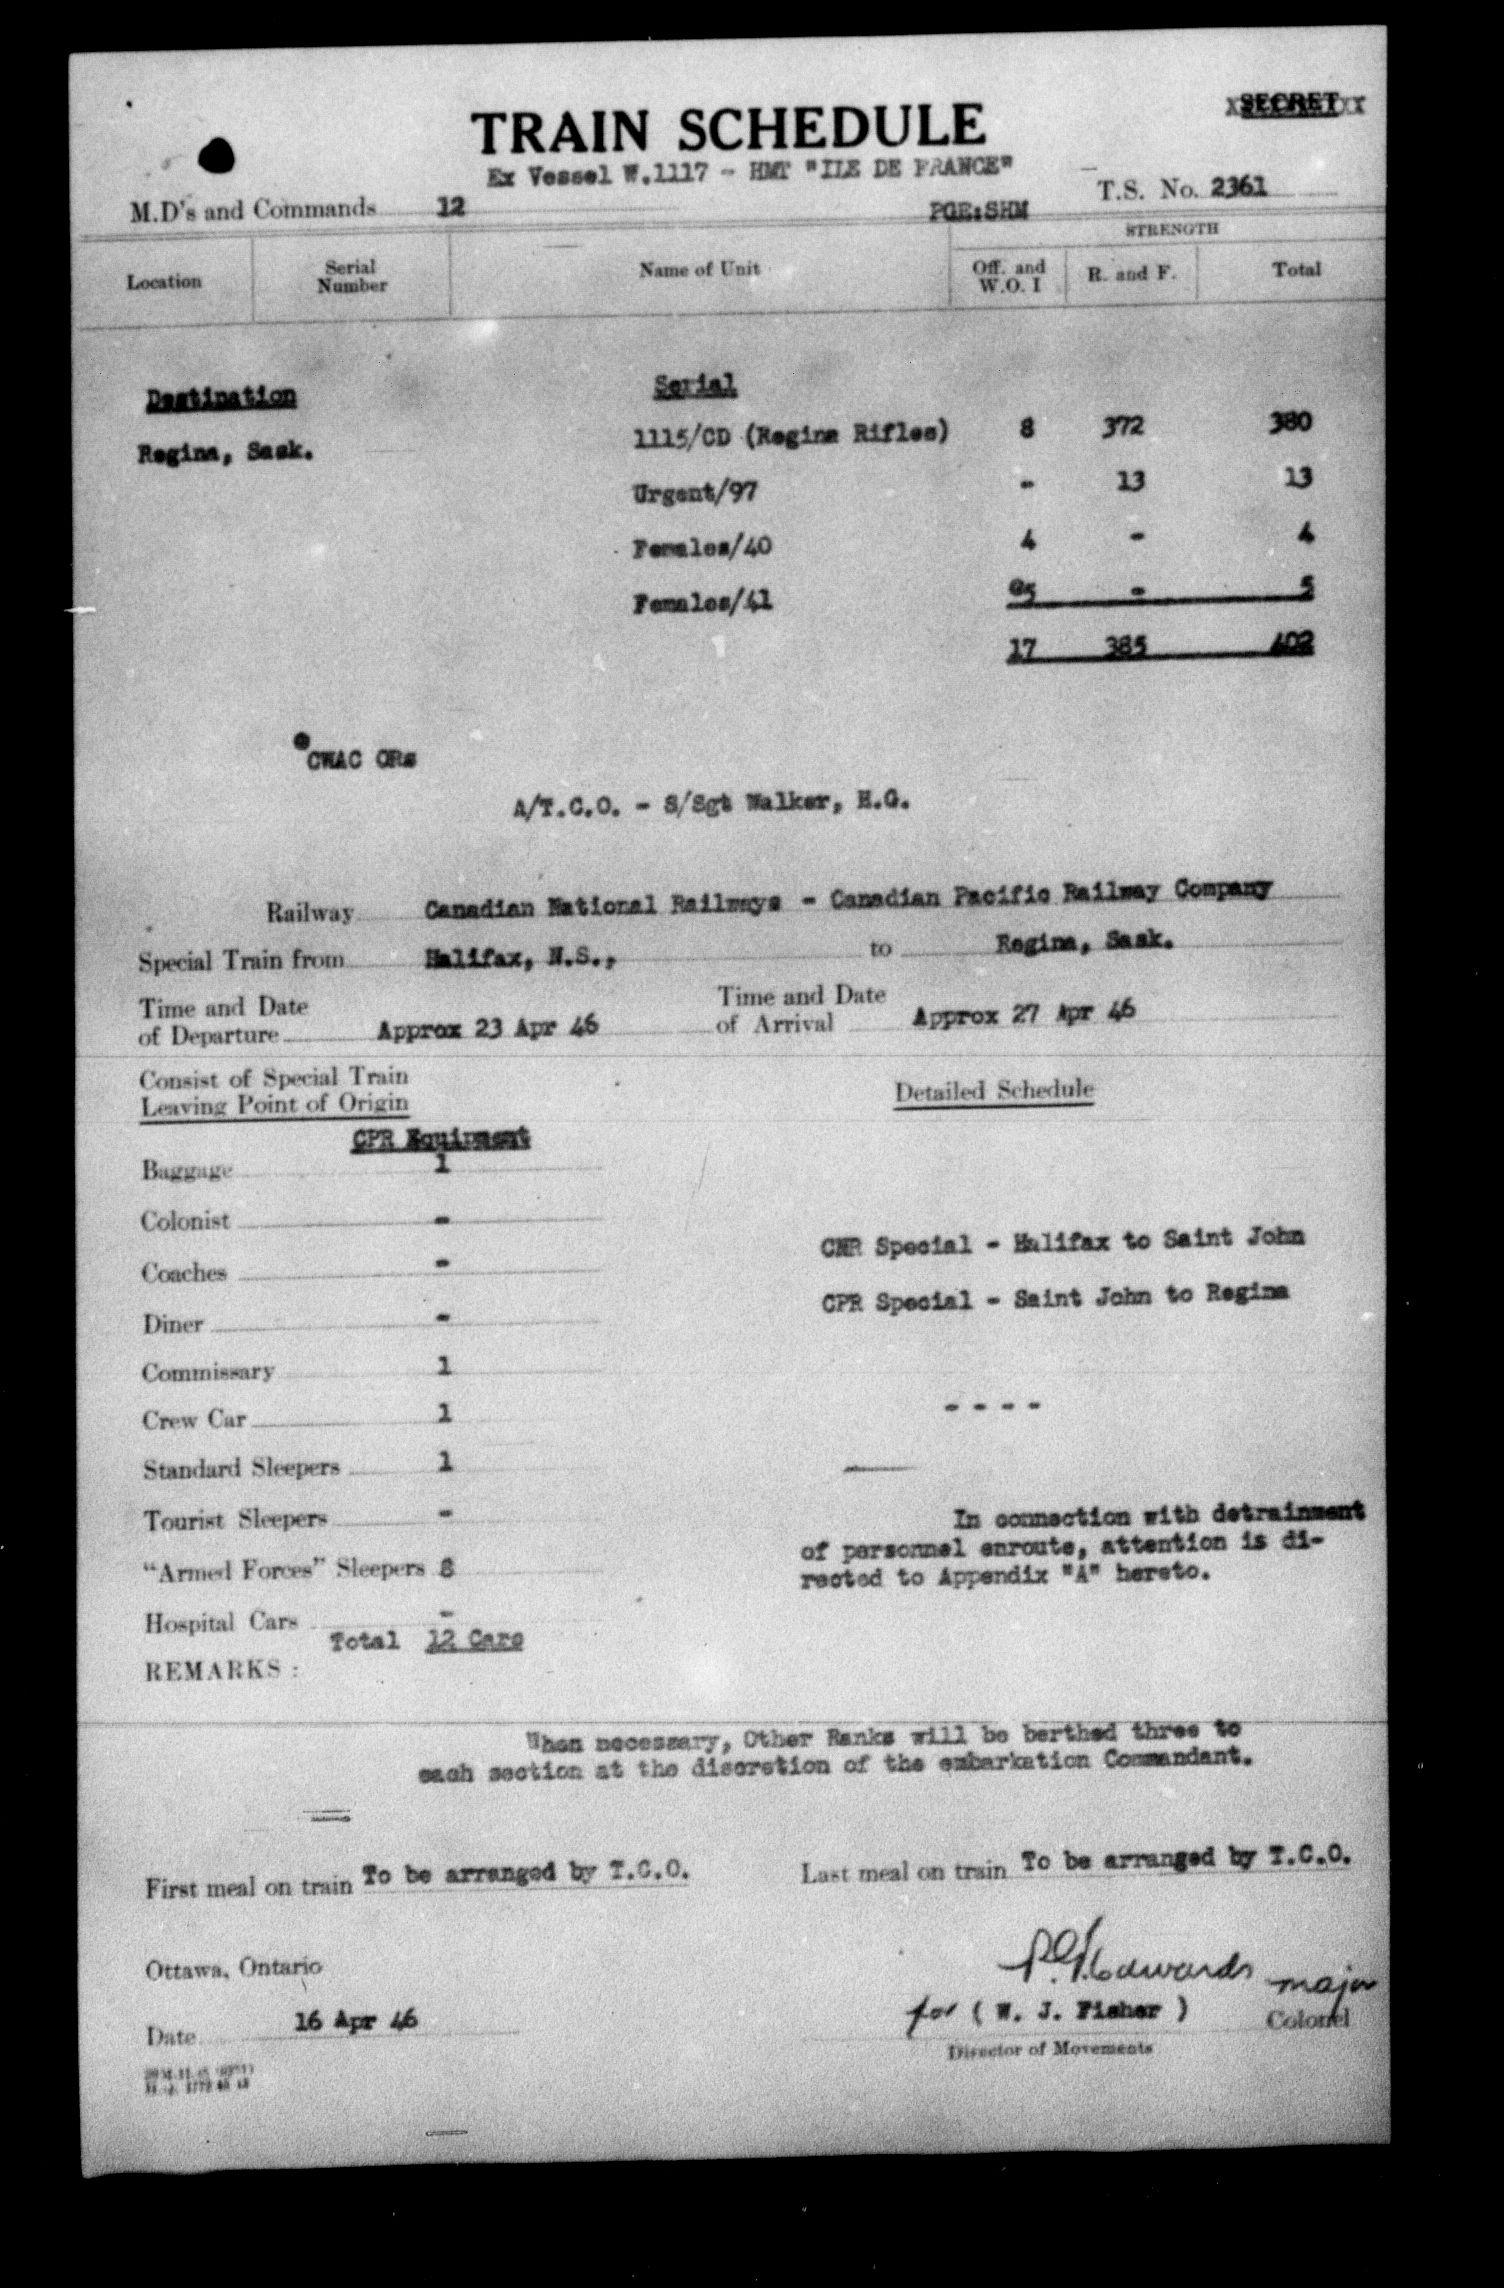 SECRET
TRAIN SCHEDULE
Ex Vessel W.1117 - HMT "ILE DE FRANCE"
T.S. No. 2361
M.D's and Commands 12
PGE:SHM
STRENGTH
Location Serial Number Name of Unit Off. and W.O. I R. and F. Total
Destination Serial
Regina, Sask. 1115/CD (Regina Rifles) 8 372 380
Urgent/97 - 13 13
Females/40 4 - 4
Females/41 @5 - 5
17 385 402
@CWAC ORs
A/T.C.O. - S/Sgt Walker, H.G.
Railway Canadian National Railways - Canadian Pacific Railway Company
Special Train from Halifax, N.S., to Regina, Sask.
Time and Date of Departure Approx 23 Apr 46 Time and Date of Arrival Approx 27 Apr 46
Consist of Special Train
Leaving Point of Origin
Detailed Schedule
CPR Equipment
Baggage 1
Colonist -
CNR Special - Halifax to Saint John
Coaches -
CPR Special - Saint John to Regina
Diner -
Commissary 1
Crew Car 1
- - - -
Standard Sleepers 1
Tourist Sleepers -
In connection with detrainment
of personnel enroute, attention is di-
rected to Appendix "A" hereto.
"Armed Forces" Sleepers 8
Hospital Cars -
Total 12 Cars
REMARKS :
When necessary, Other Ranks will be berthed three to
each section at the discretion of the embarkation Commandant.
First meal on train To be arranged by T.C.O. Last meal on train To be arranged by T.C.O.
Ottawa, Ontario
Edwards major
for ( W. J. Fisher ) Colonel
Date 16 Apr 46
Director of Movements